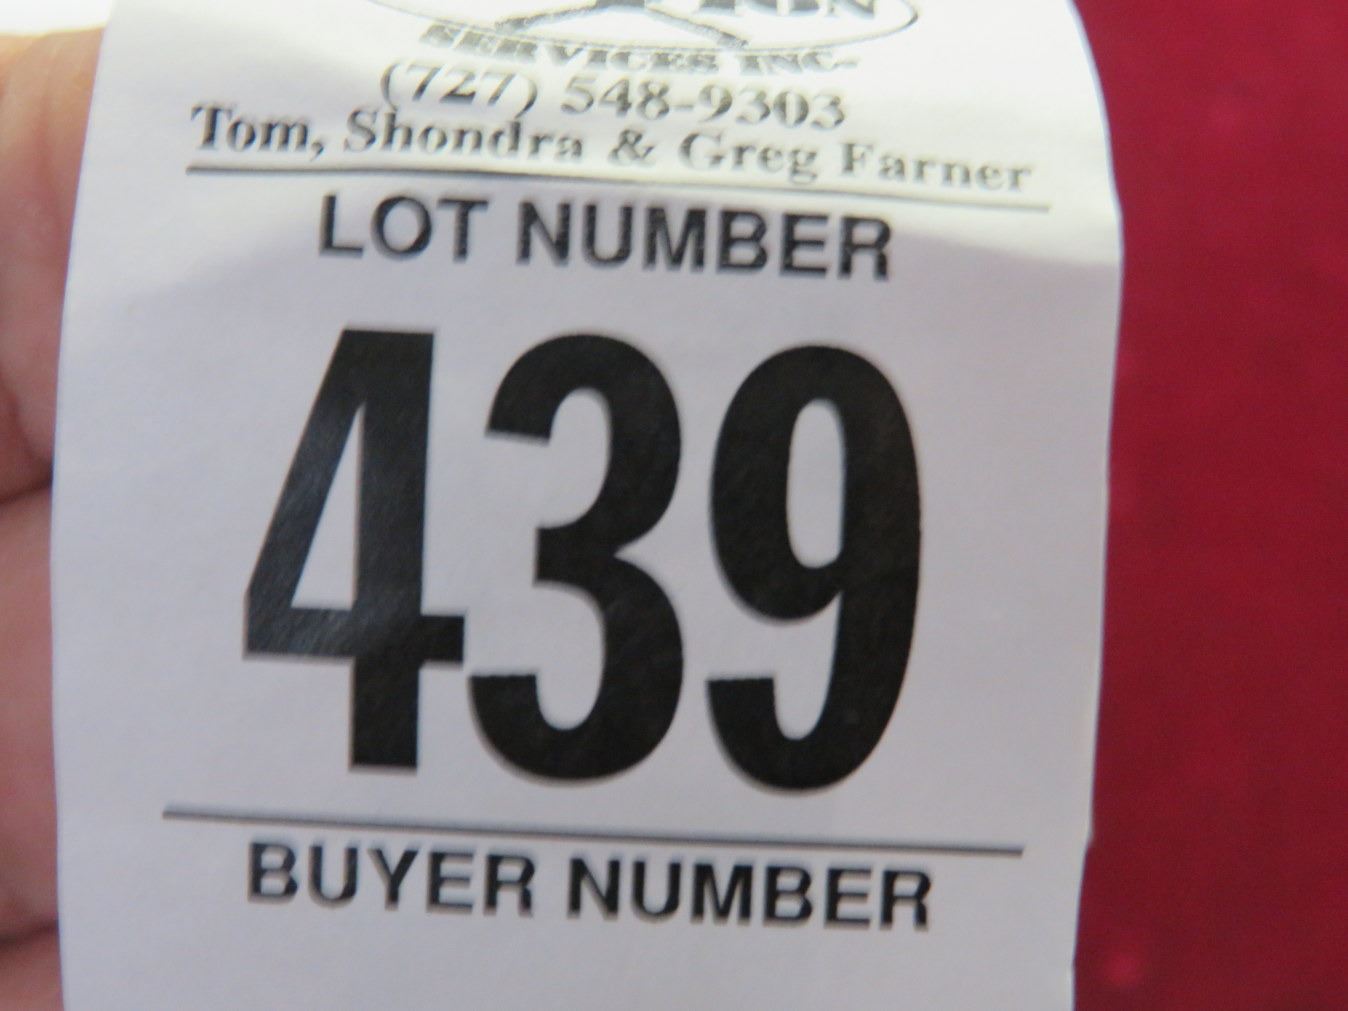 SERVICES INC.
(727) 548-9303
Tom, Shondra & Greg Farner
LOT NUMBER
439
BUYER NUMBER